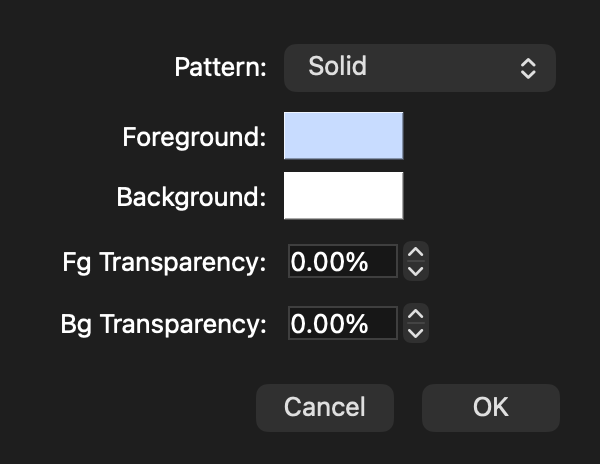 Pattern: Solid
Foreground:
Background:
Fg Transparency: 0.00%
Bg Transparency: 0.00%
Cancel OK